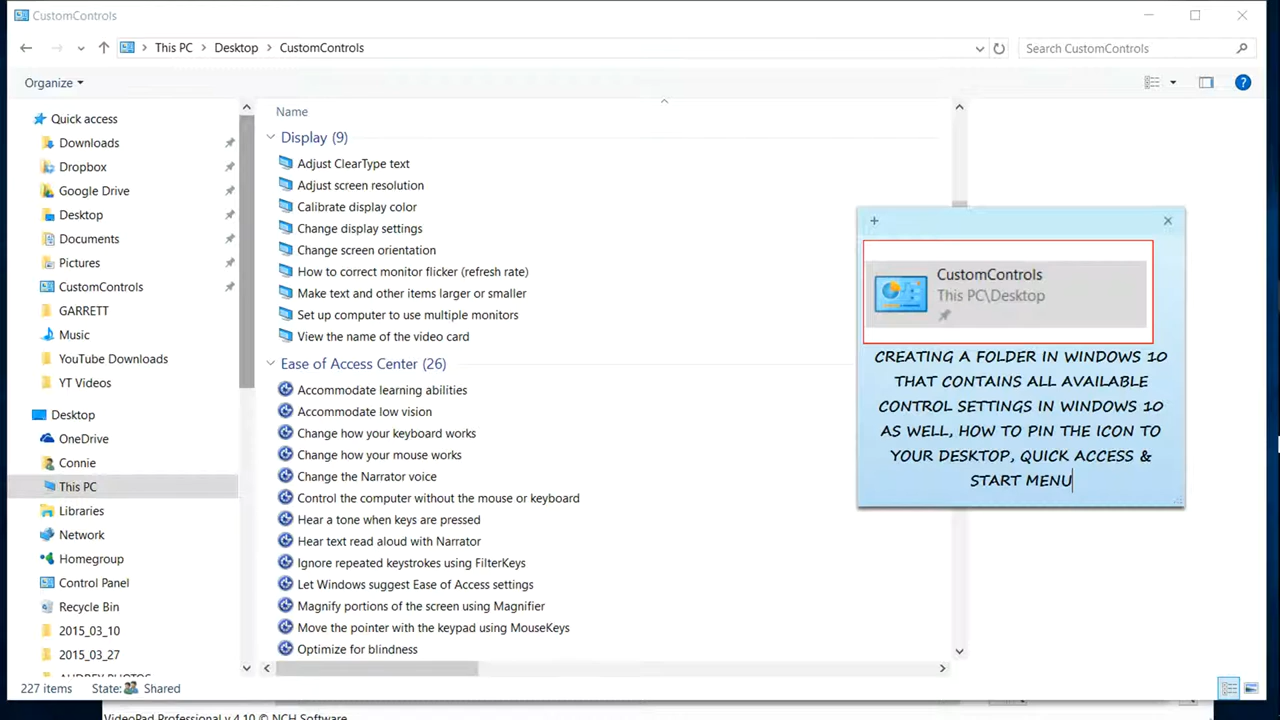 CustomControls
This PC > Desktop > CustomControls
Search CustomControls
Organize
Name
Quick access
Downloads
Dropbox
Google Drive
Desktop
Documents
Pictures
CustomControls
GARRETT
Music
YouTube Downloads
YT Videos
Desktop
OneDrive
Connie
This PC
Libraries
Network
Homegroup
Control Panel
Recycle Bin
2015_03_10
2015_03_27
AUDREY PHOTOS
Display (9)
Adjust ClearType text
Adjust screen resolution
Calibrate display color
Change display settings
Change screen orientation
How to correct monitor flicker (refresh rate)
Make text and other items larger or smaller
Set up computer to use multiple monitors
View the name of the video card
Ease of Access Center (26)
Accommodate learning abilities
Accommodate low vision
Change how your keyboard works
Change how your mouse works
Change the Narrator voice
Control the computer without the mouse or keyboard
Hear a tone when keys are pressed
Hear text read aloud with Narrator
Ignore repeated keystrokes using FilterKeys
Let Windows suggest Ease of Access settings
Magnify portions of the screen using Magnifier
Move the pointer with the keypad using MouseKeys
Optimize for blindness
CustomControls
This PC\Desktop
CREATING A FOLDER IN WINDOWS 10
THAT CONTAINS ALL AVAILABLE
CONTROL SETTINGS IN WINDOWS 10
AS WELL, HOW TO PIN THE ICON TO
YOUR DESKTOP, QUICK ACCESS &
START MENU
227 items State: Shared
VideoPad Professional v 4.10 © NCH Software